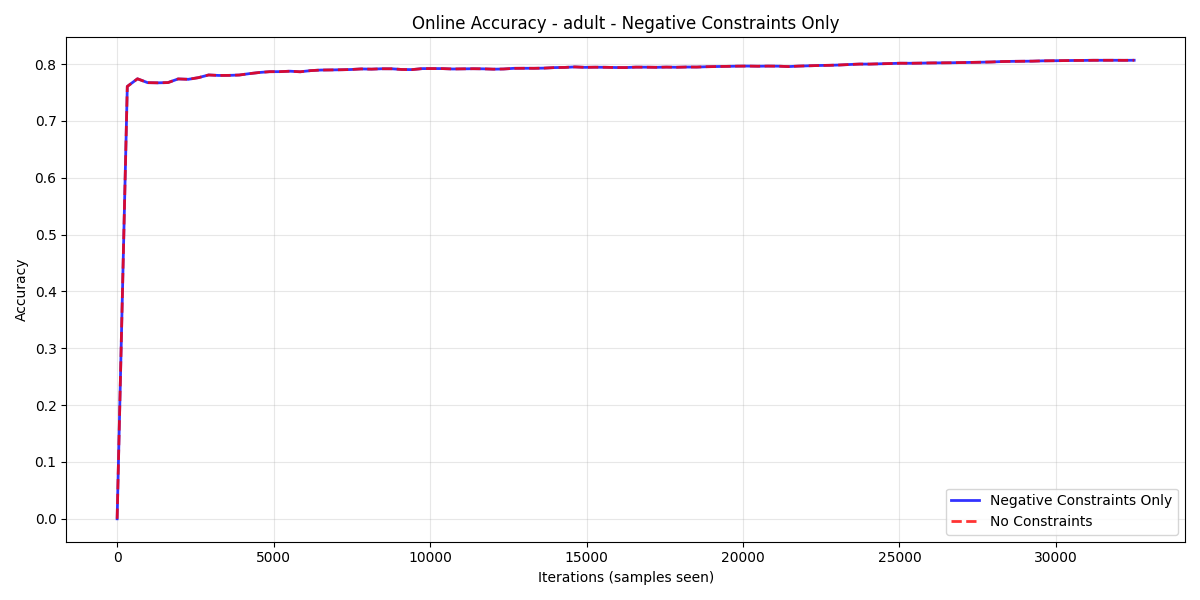 Online Accuracy - adult - Negative Constraints Only
Accuracy
0.8
0.7
0.6
0.5
0.4
0.3
0.2
0.1
0.0
Negative Constraints Only
No Constraints
0 5000 10000 15000 20000 25000 30000
Iterations (samples seen)